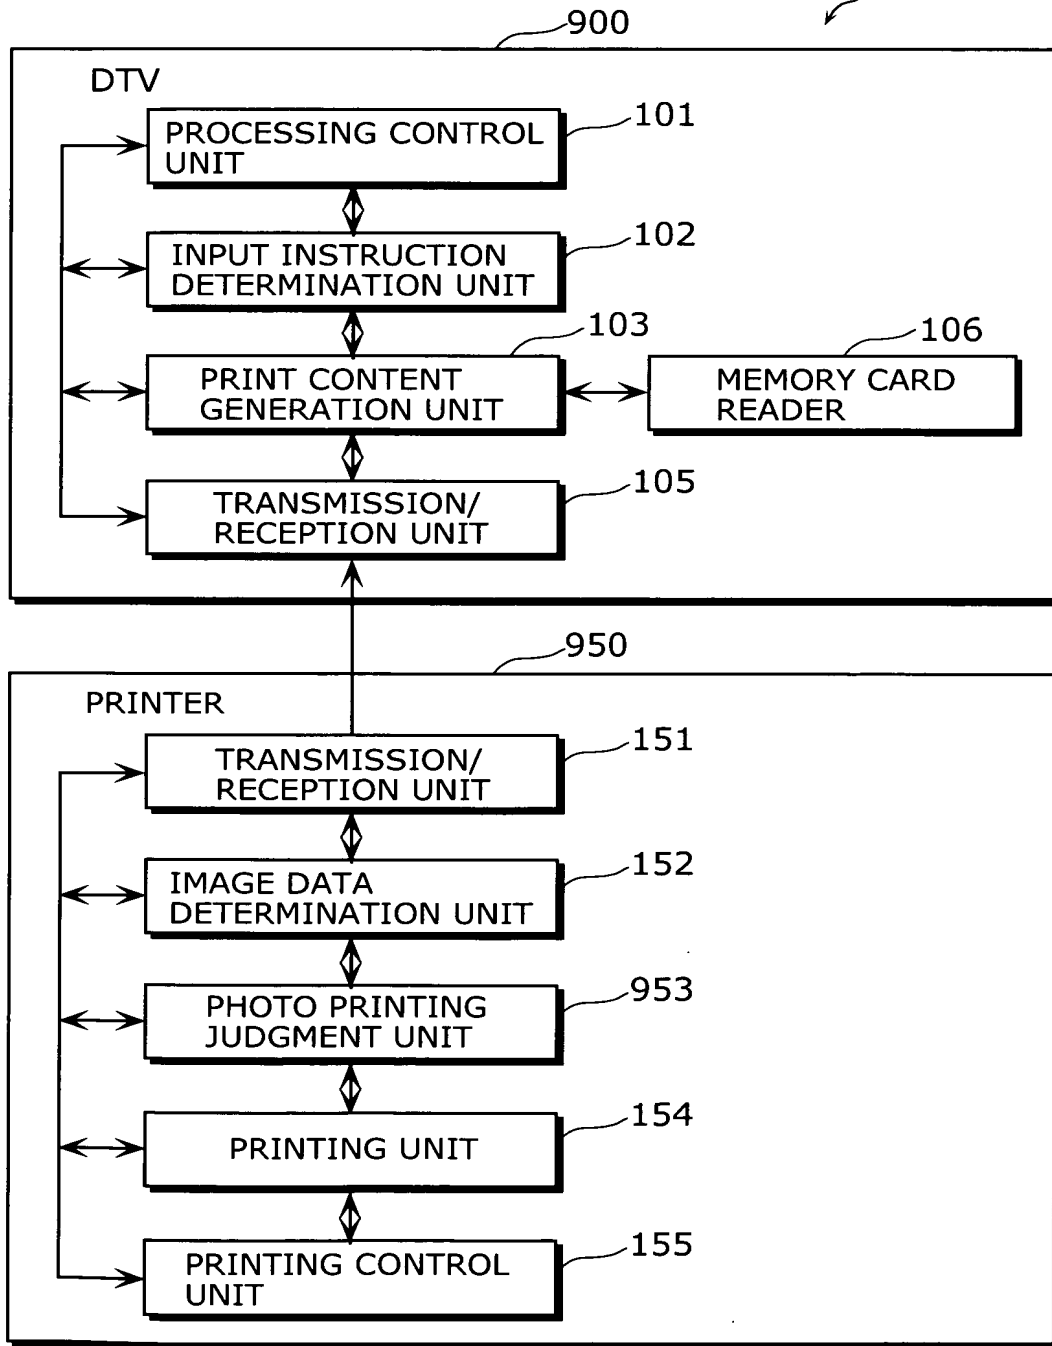 900
DTV
PROCESSING CONTROL
UNIT
101
INPUT INSTRUCTION
DETERMINATION UNIT
102
PRINT CONTENT
GENERATION UNIT
103
MEMORY CARD
READER
106
TRANSMISSION/
RECEPTION UNIT
105
950
PRINTER
TRANSMISSION/
RECEPTION UNIT
151
IMAGE DATA
DETERMINATION UNIT
152
PHOTO PRINTING
JUDGMENT UNIT
953
PRINTING UNIT
154
PRINTING CONTROL
UNIT
155